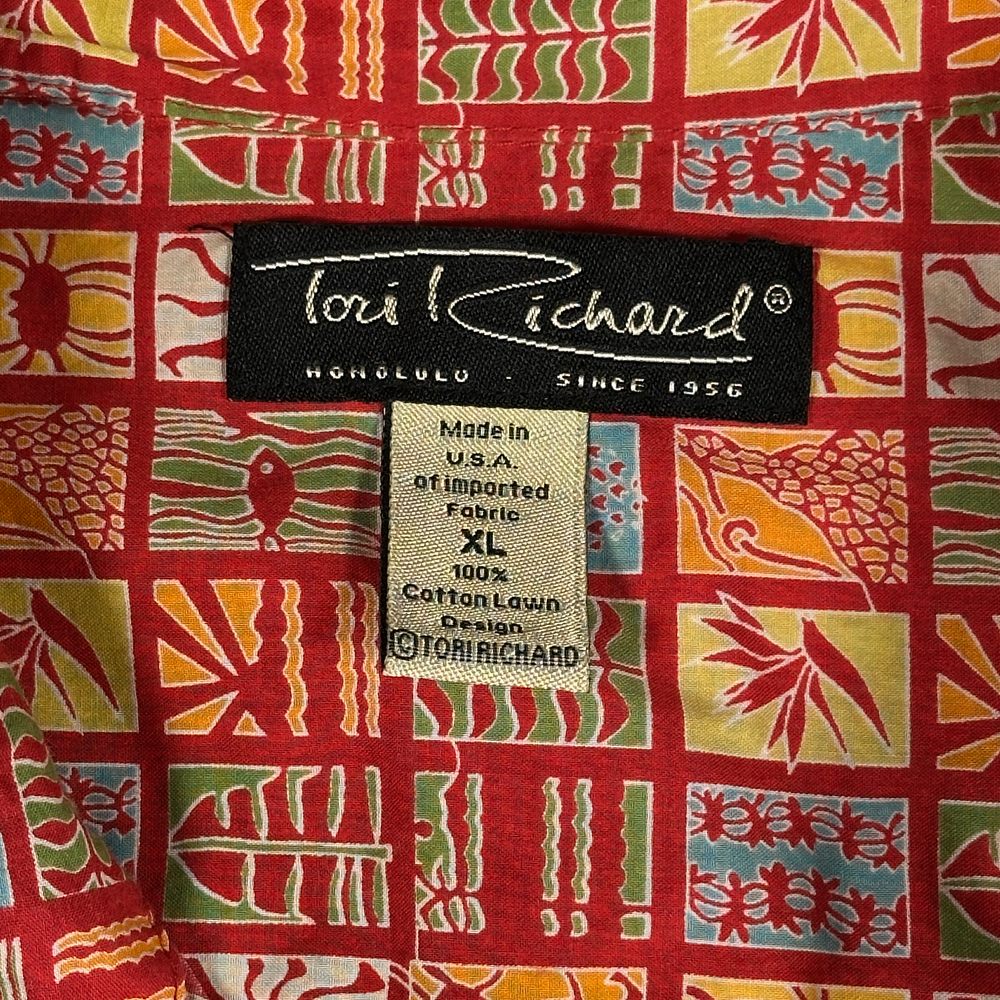 Tori Richard®
HONOLULU - SINCE 1956
Made in
U.S.A.
of imported
Fabric
XL
100%
Cotton Lawn
Design
©TORI RICHARD